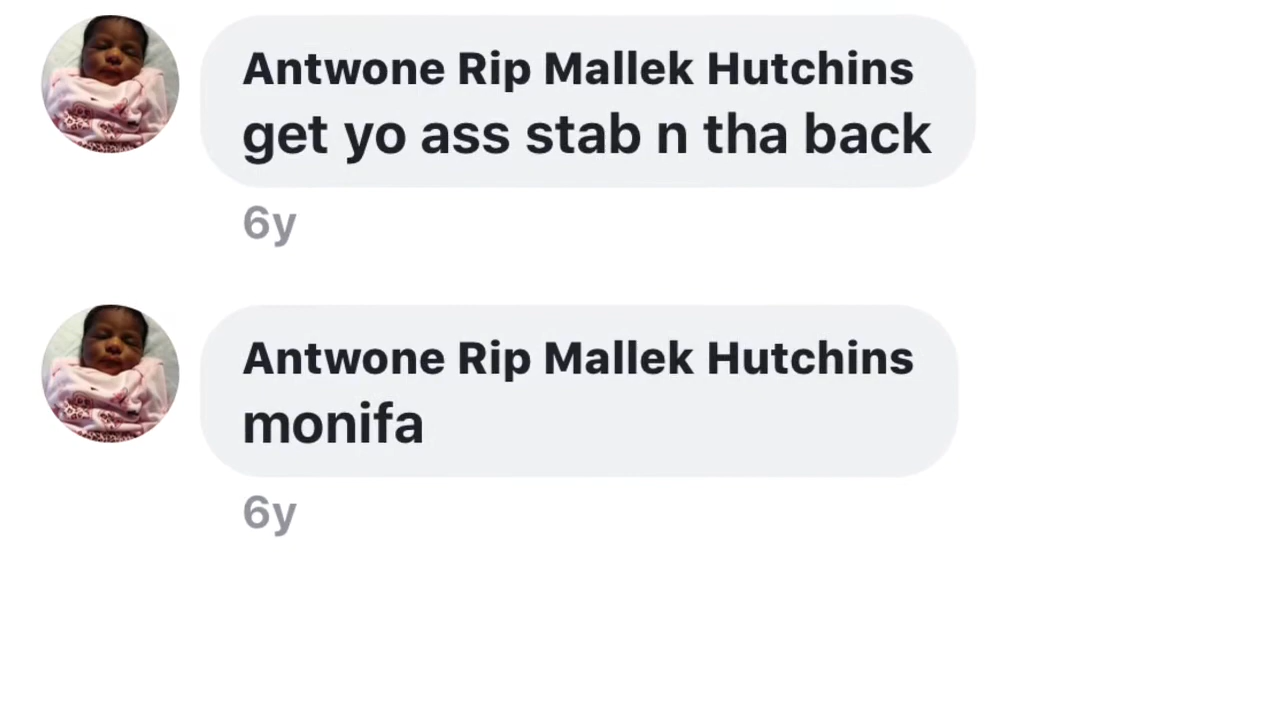 Antwone Rip Mallek Hutchins
get yo ass stab n tha back
6y
Antwone Rip Mallek Hutchins
monifa
6y